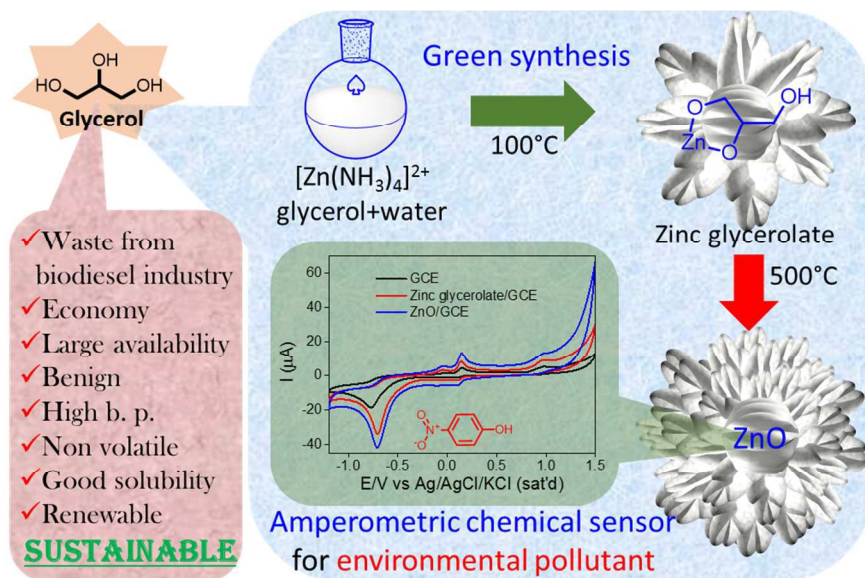 OH
HO OH
Glycerol
✓Waste from
biodiesel industry
✓Economy
✓Large availability
✓Benign
✓High b. p.
✓Non volatile
✓Good solubility
✓Renewable
SUSTAINABLE
[Zn(NH₃)₄]²⁺
glycerol+water
Green synthesis
100°C
O OH
Zn
O
Zinc glycerolate
500°C
ZnO
GCE
Zinc glycerolate/GCE
ZnO/GCE
I (µA)
60
40
20
0
-20
-40
-1.0 -0.5 0.0 0.5 1.0 1.5
E/V vs Ag/AgCl/KCl (sat'd)
O
N⁺ OH
⁻O
Amperometric chemical sensor
for environmental pollutant